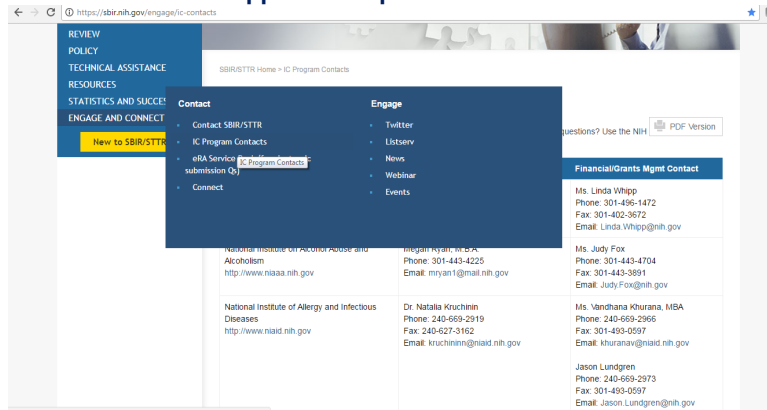 https://sbir.nih.gov/engage/ic-contacts
REVIEW
POLICY
TECHNICAL ASSISTANCE
RESOURCES
STATISTICS AND SUCCES
ENGAGE AND CONNECT
New to SBIR/STTR
SBIR/STTR Home > IC Program Contacts
Contact
Contact SBIR/STTR
IC Program Contacts
eRA Service
submission Qs)
Connect
IC Program Contacts
Engage
Twitter
Listserv
News
Webinar
Events
questions? Use the NIH
PDF Version
Financial/Grants Mgmt Contact
Ms. Linda Whipp
Phone: 301-496-1472
Fax: 301-402-3672
Email: Linda.Whipp@nih.gov
National Institute on Alcohol Abuse and
Alcoholism
http://www.niaaa.nih.gov
Megan Ryan, M.B.A.
Phone: 301-443-4225
Email: mryan1@mail.nih.gov
Ms. Judy Fox
Phone: 301-443-4704
Fax: 301-443-3891
Email: Judy.Fox@nih.gov
National Institute of Allergy and Infectious
Diseases
http://www.niaid.nih.gov
Dr. Natalia Kruchinin
Phone: 240-669-2919
Fax: 240-627-3162
Email: kruchininn@niaid.nih.gov
Ms. Vandhana Khurana, MBA
Phone: 240-669-2966
Fax: 301-493-0597
Email: khuranav@niaid.nih.gov
Jason Lundgren
Phone: 240-669-2973
Fax: 301-493-0597
Email: Jason.Lundgren@nih.gov